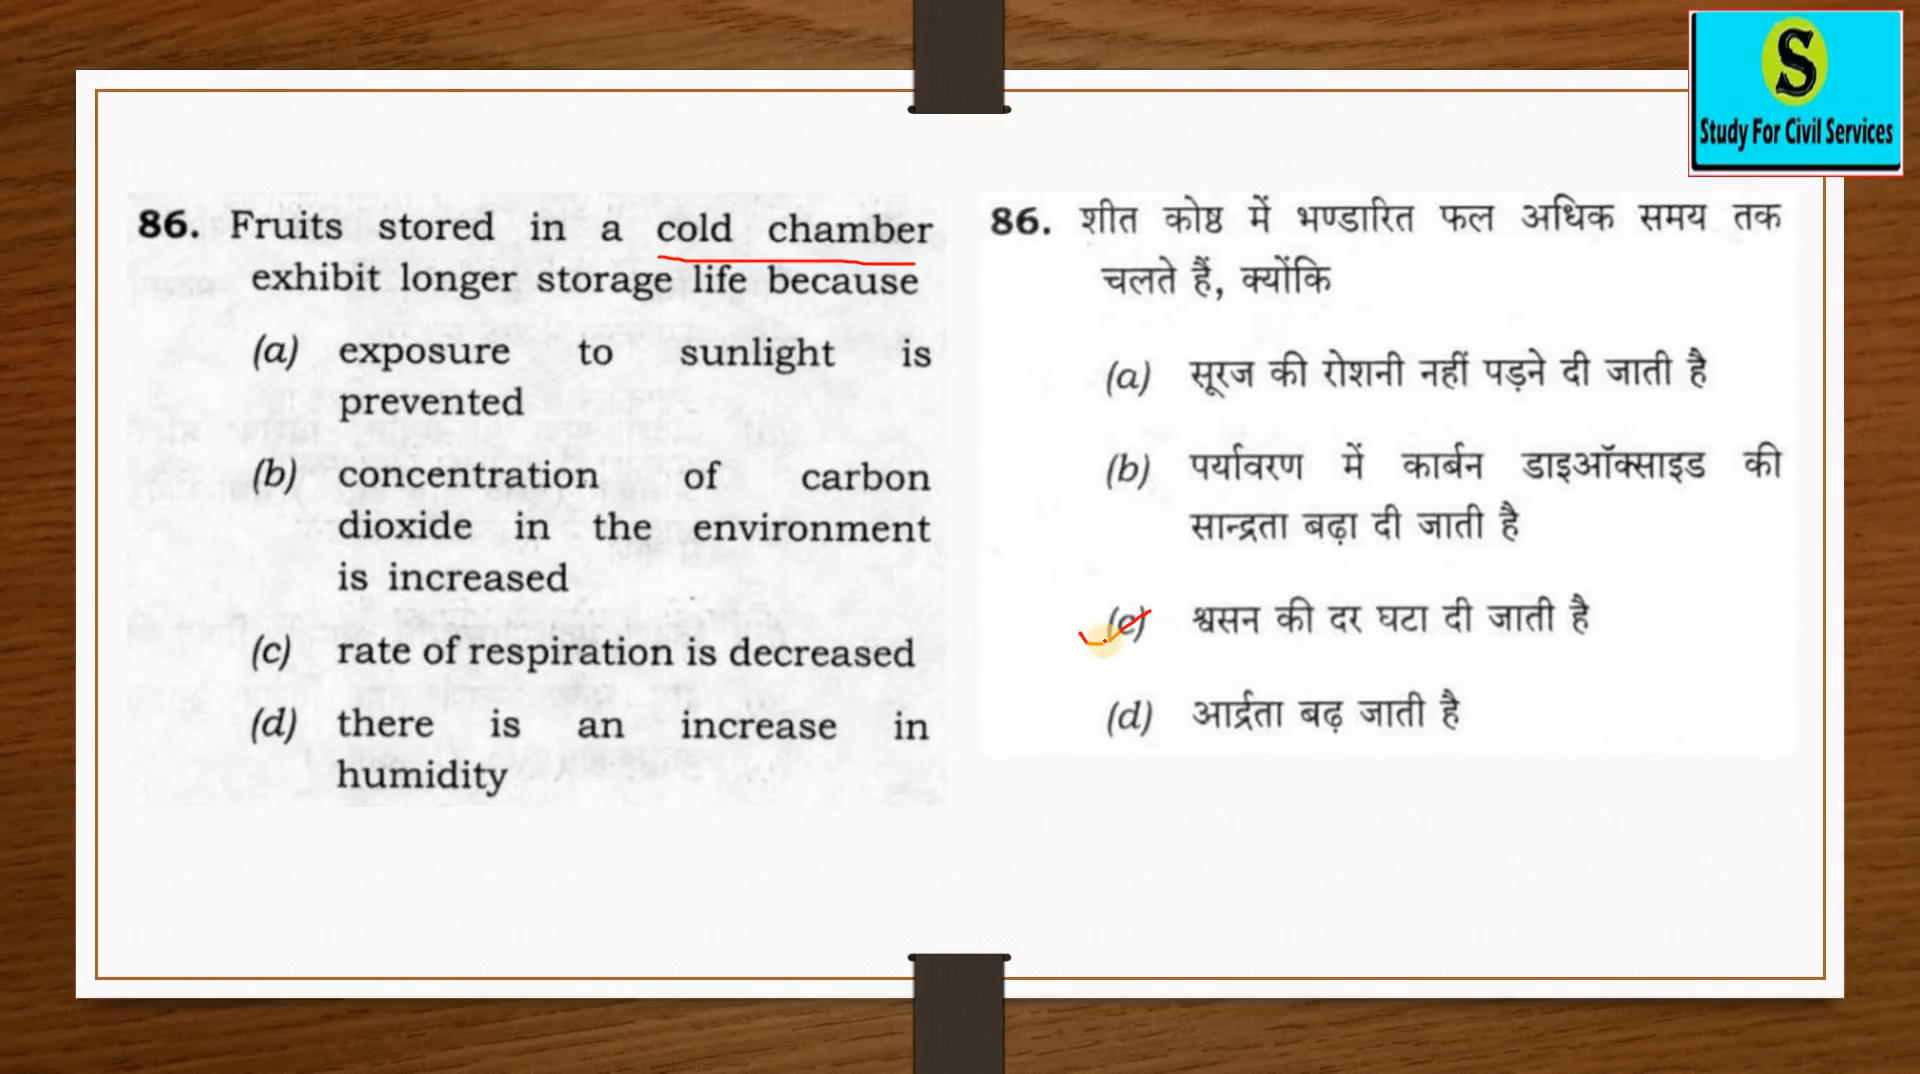 S
Study For Civil Services
86. Fruits stored in a cold chamber
exhibit longer storage life because
(a) exposure to sunlight is
prevented
(b) concentration of carbon
dioxide in the environment
is increased
(c) rate of respiration is decreased
(d) there is an increase in
humidity
86. शीत कोष्ठ में भण्डारित फल अधिक समय तक
चलते हैं, क्योंकि
(a) सूरज की रोशनी नहीं पड़ने दी जाती है
(b) पर्यावरण में कार्बन डाइऑक्साइड की
सान्द्रता बढ़ा दी जाती है
(c) श्वसन की दर घटा दी जाती है
(d) आर्द्रता बढ़ जाती है